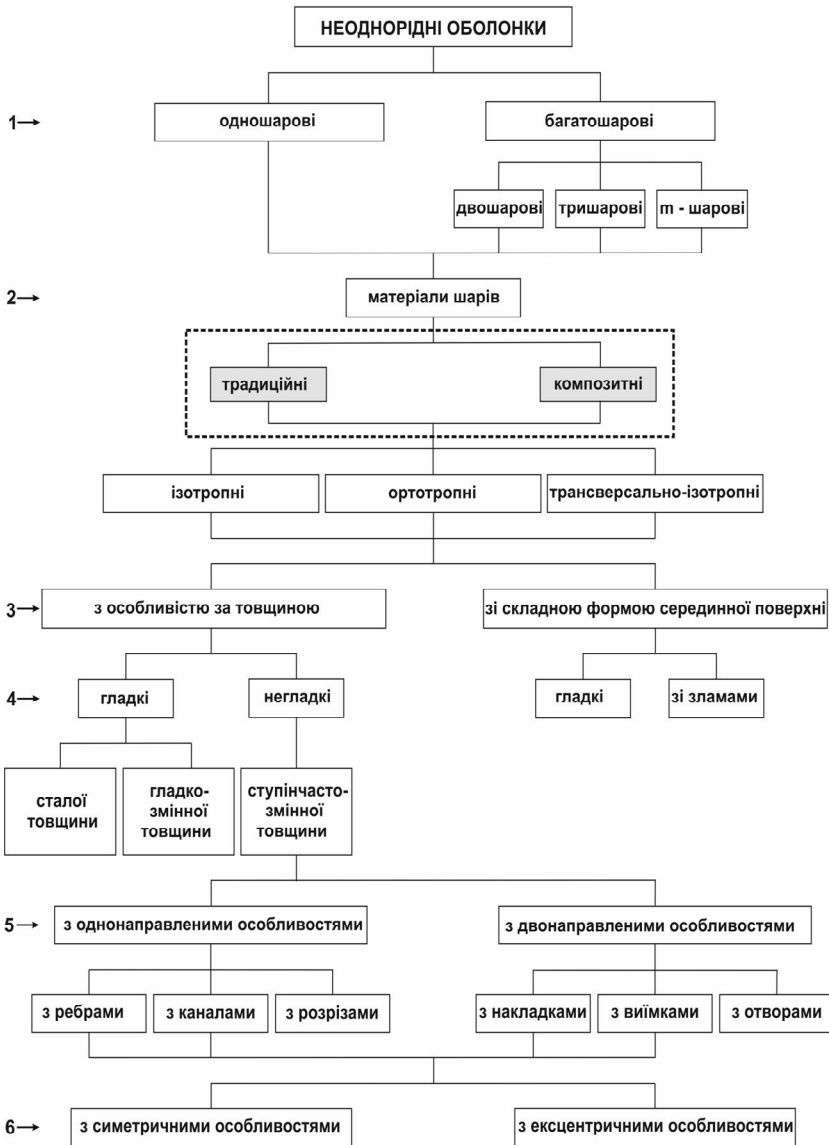 НЕОДНОРІДНІ ОБОЛОНКИ
1→
одношарові
багатошарові
двошарові
тришарові
m - шарові
2→
матеріали шарів
традиційні
композитні
ізотропні
ортотропні
трансверсально-ізотропні
3→
з особливістю за товщиною
зі складною формою серединної поверхні
4→
гладкі
негладкі
гладкі
зі зламами
сталої
товщини
гладко-
змінної
товщини
ступінчасто-
змінної
товщини
5→
з однонаправленими особливостями
з двонаправленими особливостями
з ребрами
з каналами
з розрізами
з накладками
з виїмками
з отворами
6→
з симетричними особливостями
з ексцентричними особливостями